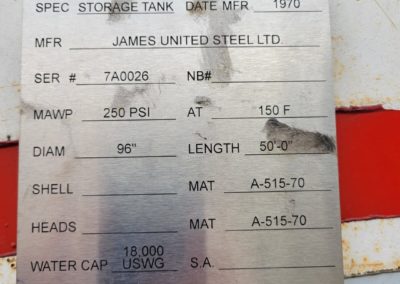 SPEC STORAGE TANK DATE MFR 1970
MFR JAMES UNITED STEEL LTD.
SER # 7A0026 NB#
MAWP 250 PSI AT 150 F
DIAM 96" LENGTH 50'-0"
SHELL MAT A-515-70
HEADS MAT A-515-70
WATER CAP 18,000 USWG S.A.